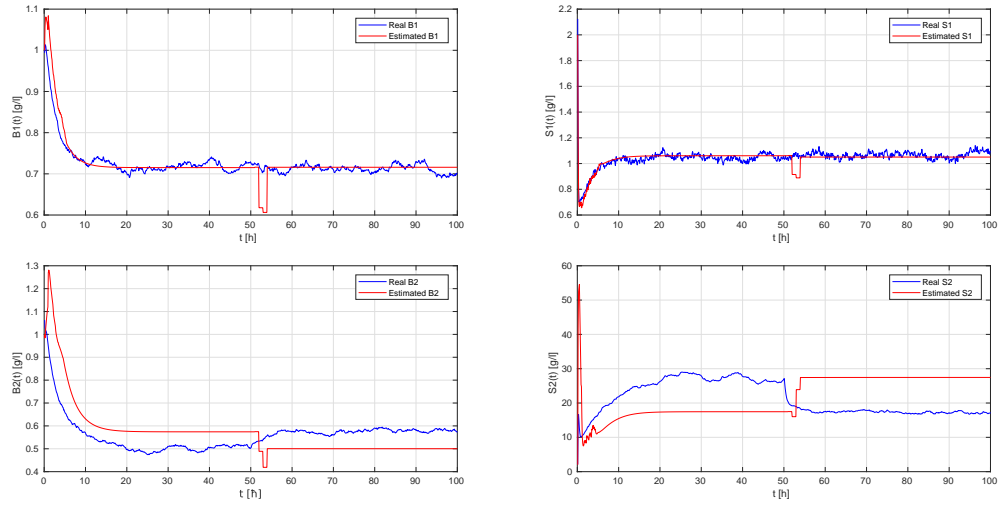 1.1
1
0.9
0.8
0.7
0.6
B1(t) [g/l]
Real B1
Estimated B1
0 10 20 30 40 50 60 70 80 90 100
t [h]
2.2
2
1.8
1.6
1.4
1.2
1.0
0.8
0.6
S1(t) [g/l]
Real S1
Estimated S1
0 10 20 30 40 50 60 70 80 90 100
t [h]
1.3
1.2
1.1
1
0.9
0.8
0.7
0.6
0.5
0.4
B2(t) [g/l]
Real B2
Estimated B2
0 10 20 30 40 50 60 70 80 90 100
t [ħ]
60
50
40
30
20
10
0
S2(t) [g/l]
Real S2
Estimated S2
0 10 20 30 40 50 60 70 80 90 100
t [h]